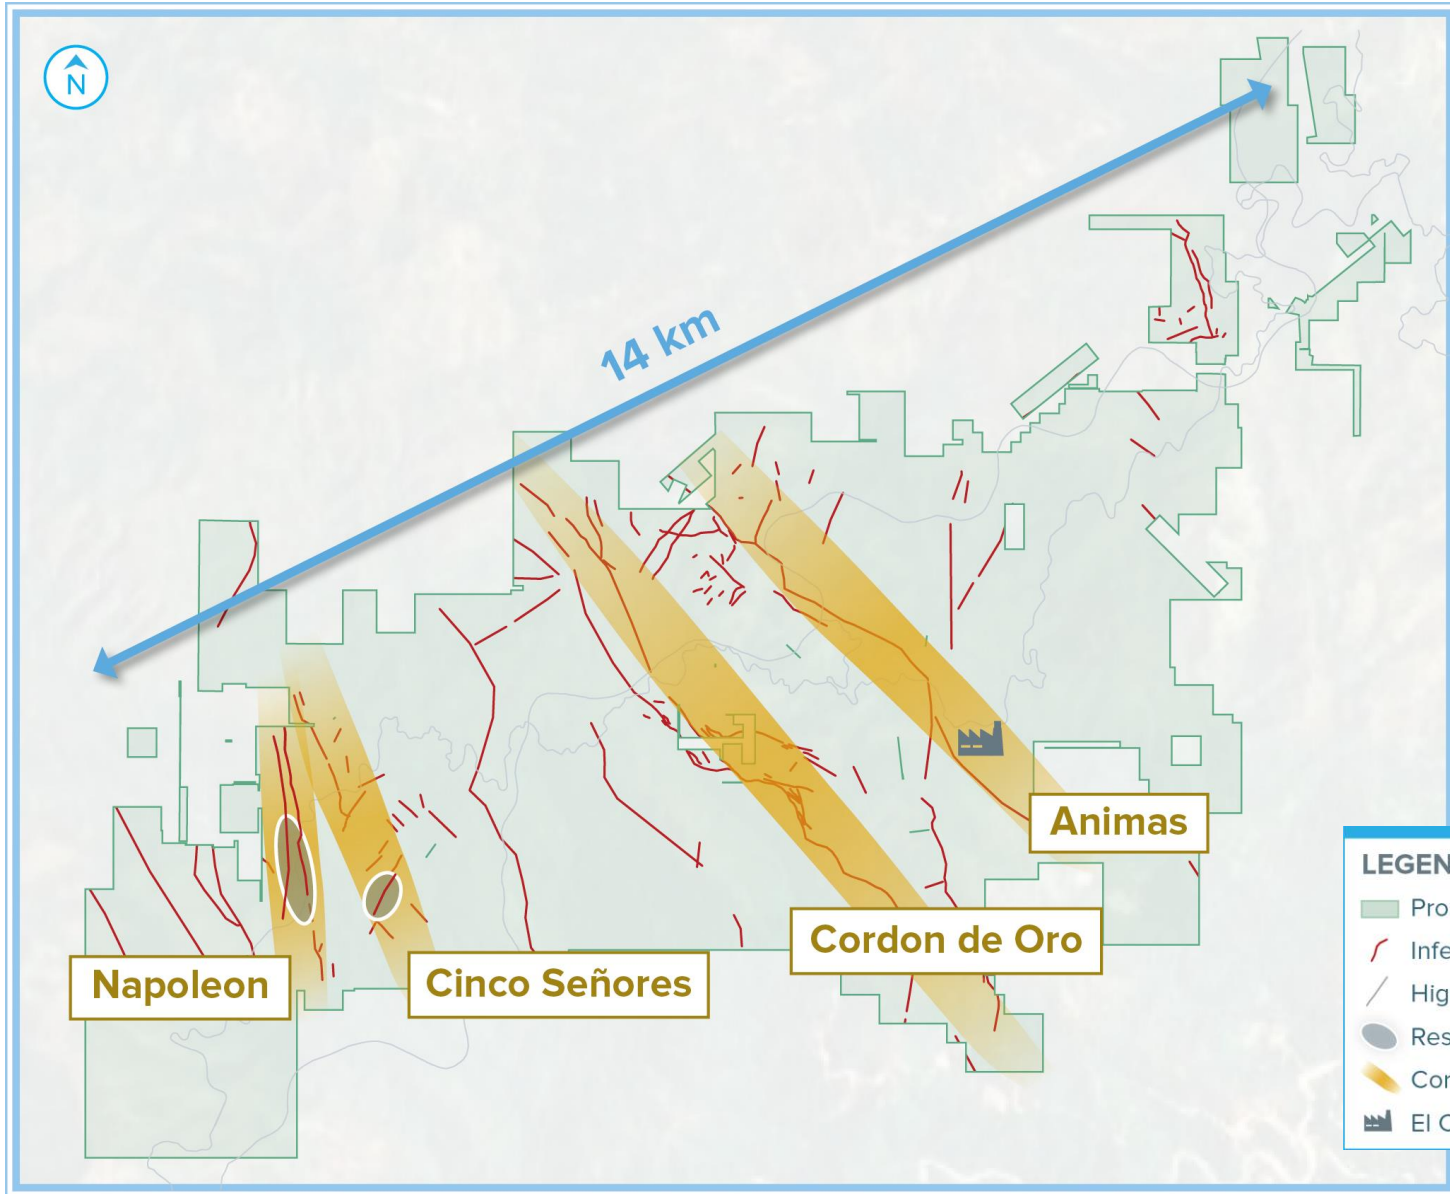 N
14 km
Animas
Cordon de Oro
Cinco Señores
Napoleon
LEGEN
Pro
Infe
Hig
Res
Cor
El C